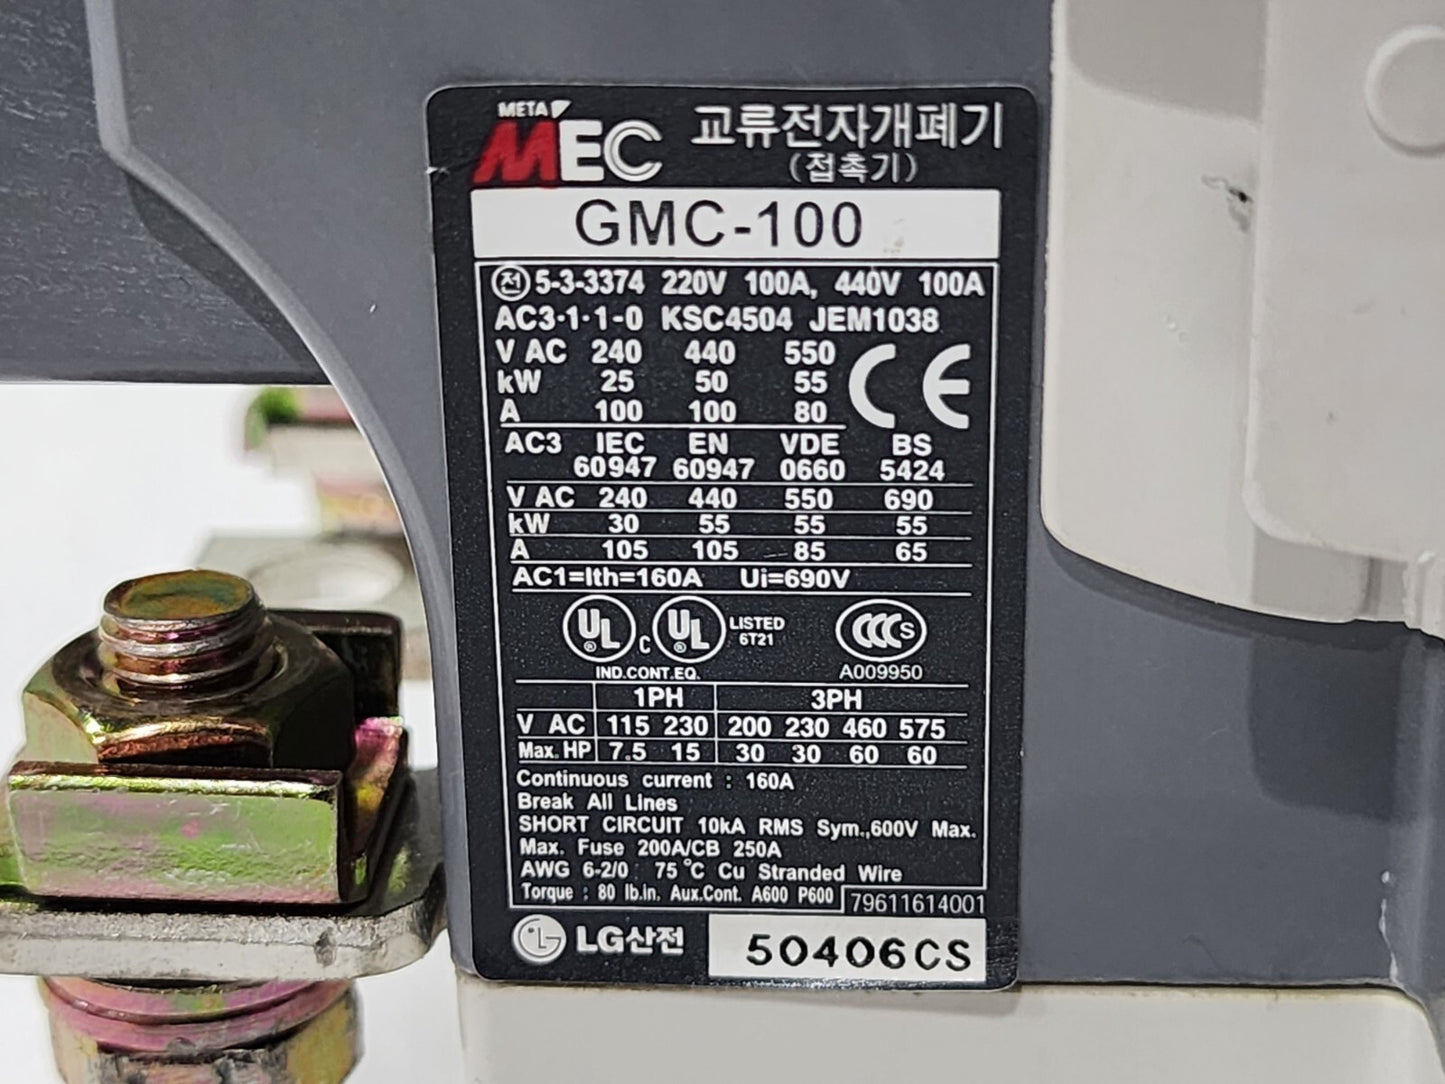 META
MEC 교류전자개폐기
(접촉기)
GMC-100
전 5-3-3374 220V 100A, 440V 100A
AC3·1·1-0 KSC4504 JEM1038
V AC 240 440 550
kW 25 50 55
A 100 100 80
CE
AC3 IEC EN VDE BS
60947 60947 0660 5424
V AC 240 440 550 690
kW 30 55 55 55
A 105 105 85 65
AC1=Ith=160A Ui=690V
UL ® C UL ® LISTED
6T21
IND.CONT.EQ.
CCC S
A009950
1PH 3PH
V AC 115 230 200 230 460 575
Max. HP 7.5 15 30 30 60 60
Continuous current : 160A
Break All Lines
SHORT CIRCUIT 10kA RMS Sym.,600V Max.
Max. Fuse 200A/CB 250A
AWG 6-2/0 75°C Cu Stranded Wire
Torque : 80 lb.in. Aux.Cont. A600 P600 79611614001
LG산전 50406CS